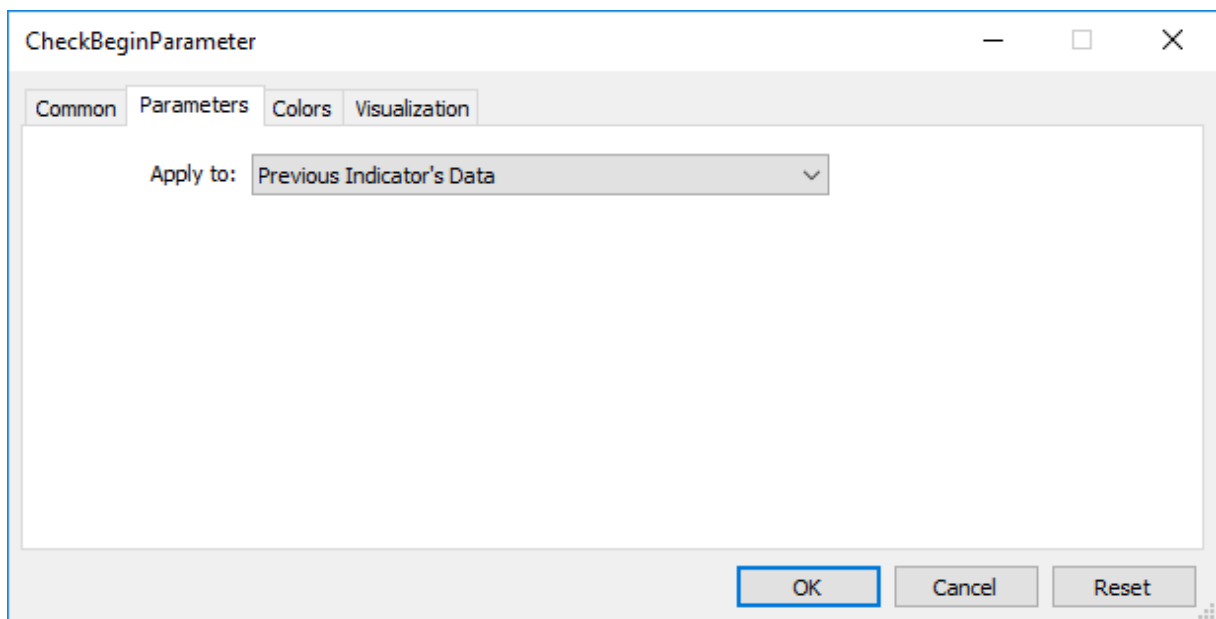 CheckBeginParameter
Common Parameters Colors Visualization
Apply to: Previous Indicator's Data
OK Cancel Reset